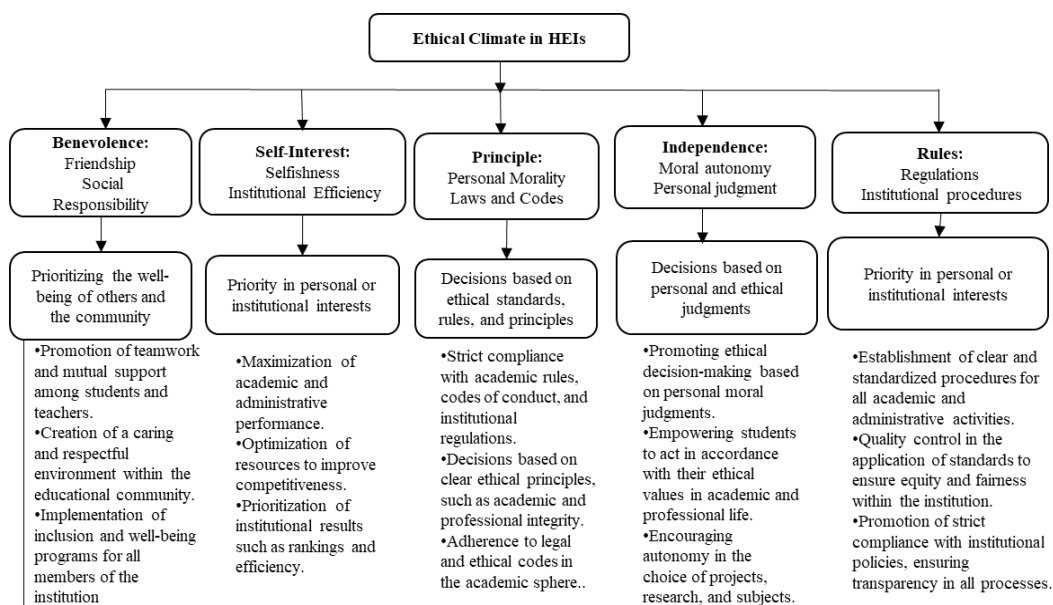 Ethical Climate in HEIs
Benevolence:
Friendship
Social
Responsibility
Self-Interest:
Selfishness
Institutional Efficiency
Principle:
Personal Morality
Laws and Codes
Independence:
Moral autonomy
Personal judgment
Rules:
Regulations
Institutional procedures
Prioritizing the well-
being of others and
the community
Priority in personal or
institutional interests
Decisions based on
ethical standards,
rules, and principles
Decisions based on
personal and ethical
judgments
Priority in personal or
institutional interests
•Promotion of teamwork
and mutual support
among students and
teachers.
•Creation of a caring
and respectful
environment within the
educational community.
•Implementation of
inclusion and well-being
programs for all
members of the
institution
•Maximization of
academic and
administrative
performance.
•Optimization of
resources to improve
competitiveness.
•Prioritization of
institutional results
such as rankings and
efficiency.
•Strict compliance
with academic rules,
codes of conduct, and
institutional
regulations.
•Decisions based on
clear ethical principles,
such as academic and
professional integrity.
•Adherence to legal
and ethical codes in
the academic sphere..
•Promoting ethical
decision-making based
on personal moral
judgments.
•Empowering students
to act in accordance
with their ethical
values in academic and
professional life.
•Encouraging
autonomy in the
choice of projects,
research, and subjects.
•Establishment of clear and
standardized procedures for
all academic and
administrative activities.
•Quality control in the
application of standards to
ensure equity and fairness
within the institution.
•Promotion of strict
compliance with institutional
policies, ensuring
transparency in all processes.